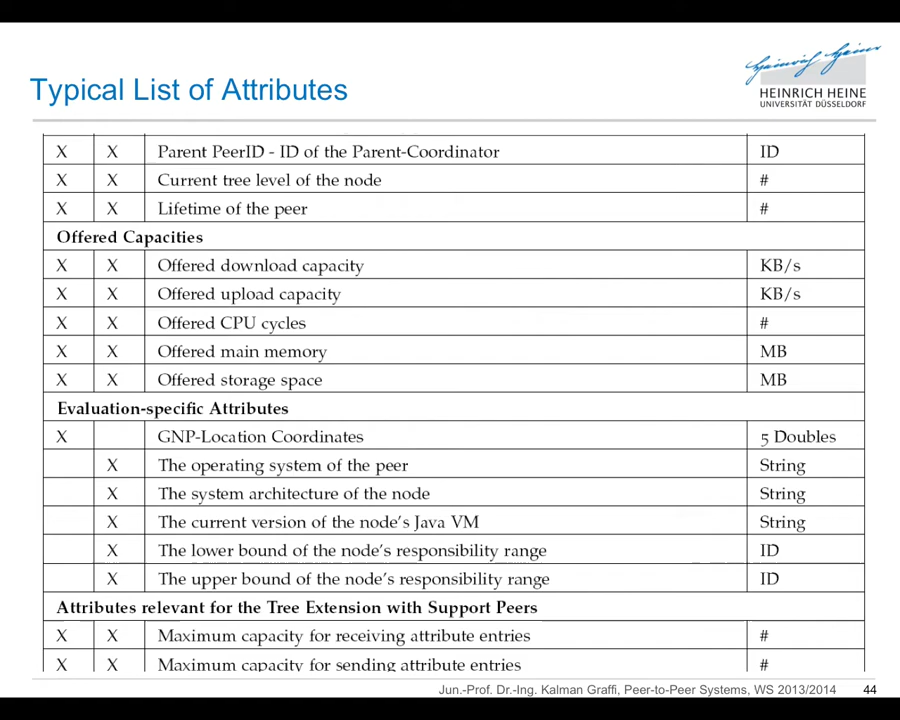 Heinrich Heine
HEINRICH HEINE
UNIVERSITÄT DÜSSELDORF
Typical List of Attributes
X X Parent PeerID - ID of the Parent-Coordinator ID
X X Current tree level of the node #
X X Lifetime of the peer #
Offered Capacities
X X Offered download capacity KB/s
X X Offered upload capacity KB/s
X X Offered CPU cycles #
X X Offered main memory MB
X X Offered storage space MB
Evaluation-specific Attributes
X GNP-Location Coordinates 5 Doubles
X The operating system of the peer String
X The system architecture of the node String
X The current version of the node's Java VM String
X The lower bound of the node's responsibility range ID
X The upper bound of the node's responsibility range ID
Attributes relevant for the Tree Extension with Support Peers
X X Maximum capacity for receiving attribute entries #
X X Maximum capacity for sending attribute entries #
Jun.-Prof. Dr.-Ing. Kalman Graffi, Peer-to-Peer Systems, WS 2013/2014 44